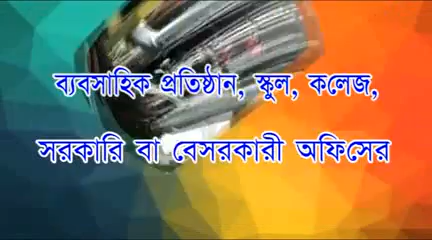 ব্যবসাহিক প্রতিষ্ঠান, স্কুল, কলেজ,
সরকারি বা বেসরকারী অফিসের